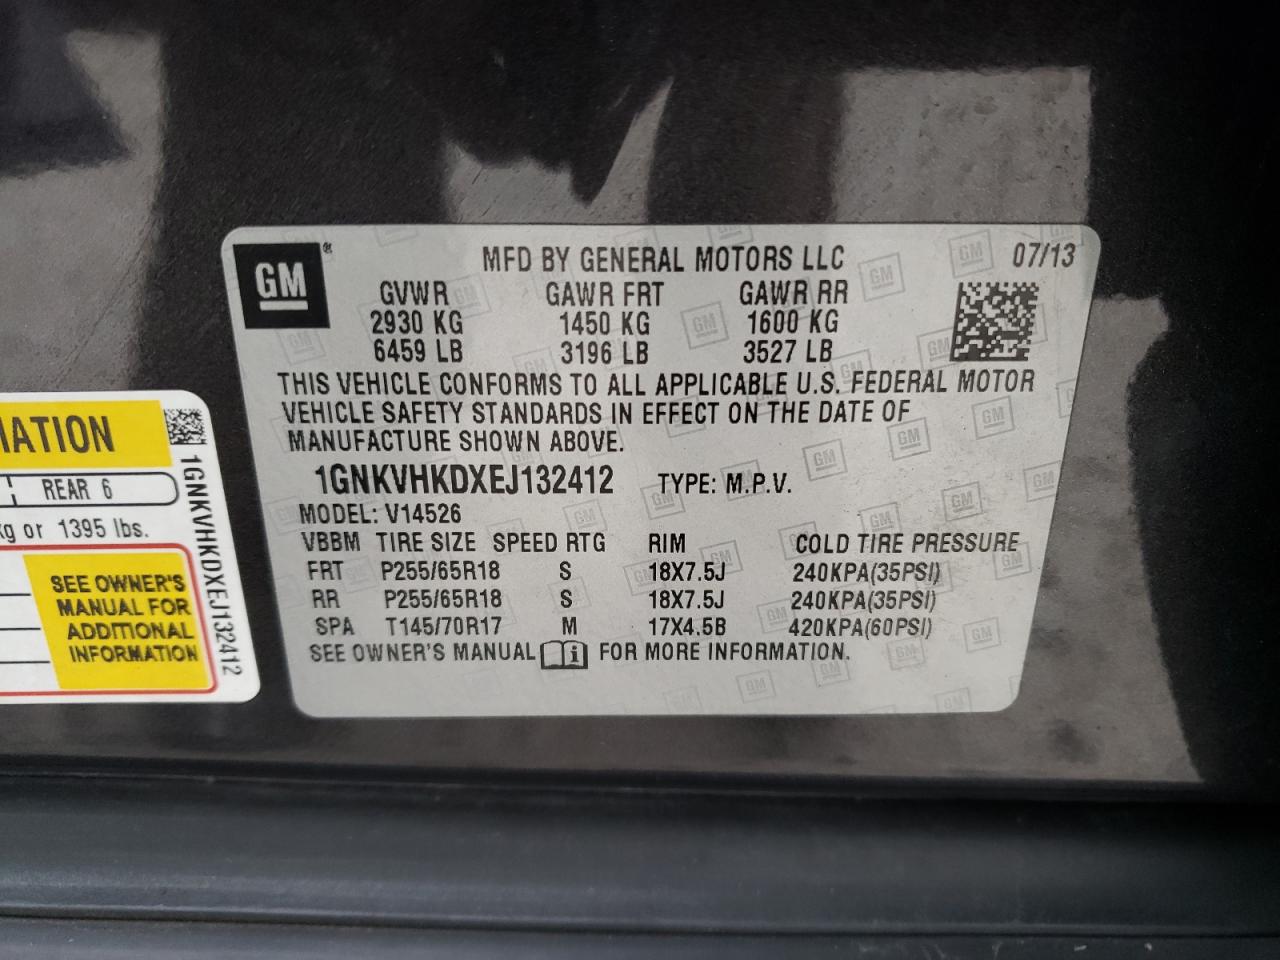 GM ®
MFD BY GENERAL MOTORS LLC 07/13
GVWR GAWR FRT GAWR RR
2930 KG 1450 KG 1600 KG
6459 LB 3196 LB 3527 LB
THIS VEHICLE CONFORMS TO ALL APPLICABLE U.S. FEDERAL MOTOR
VEHICLE SAFETY STANDARDS IN EFFECT ON THE DATE OF
MANUFACTURE SHOWN ABOVE.
1GNKVHKDXEJ132412 TYPE: M.P.V.
MODEL: V14526
VBBM TIRE SIZE SPEED RTG RIM COLD TIRE PRESSURE
FRT P255/65R18 S 18X7.5J 240KPA(35PSI)
RR P255/65R18 S 18X7.5J 240KPA(35PSI)
SPA T145/70R17 M 17X4.5B 420KPA(60PSI)
SEE OWNER'S MANUAL i FOR MORE INFORMATION.
REAR 6
kg or 1395 lbs.
SEE OWNER'S
MANUAL FOR
ADDITIONAL
INFORMATION
1GNKVHKDXEJ132412